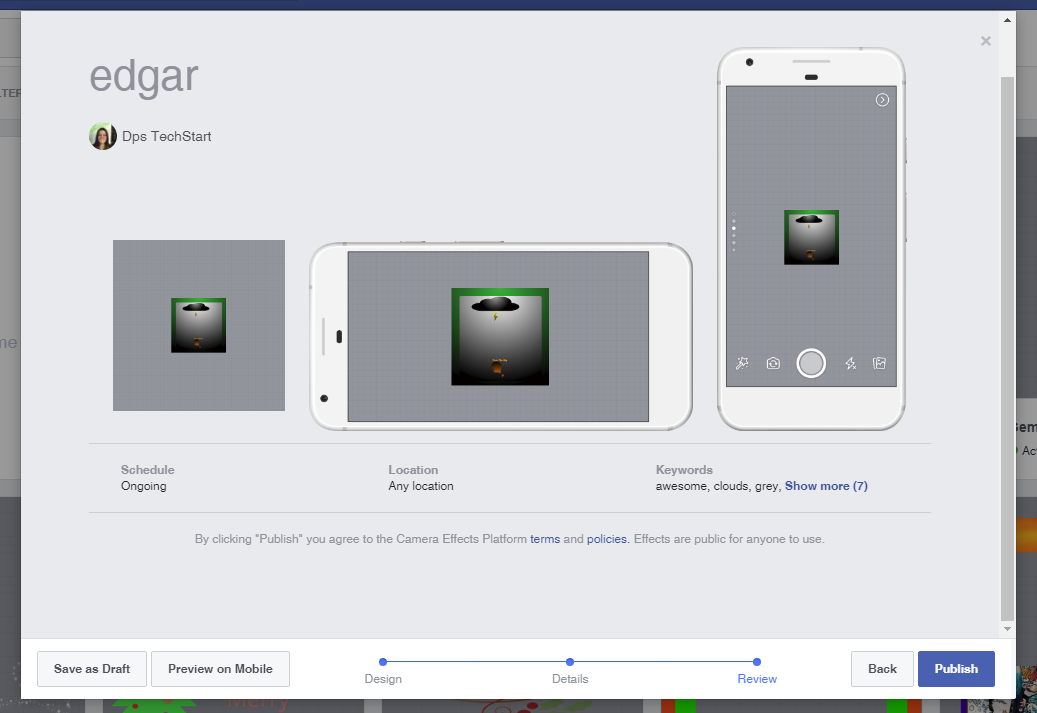 edgar
Dps TechStart
Schedule
Ongoing
Location
Any location
Keywords
awesome, clouds, grey, Show more (7)
By clicking "Publish" you agree to the Camera Effects Platform terms and policies. Effects are public for anyone to use.
Save as Draft
Preview on Mobile
Design
Details
Review
Back
Publish
Merry